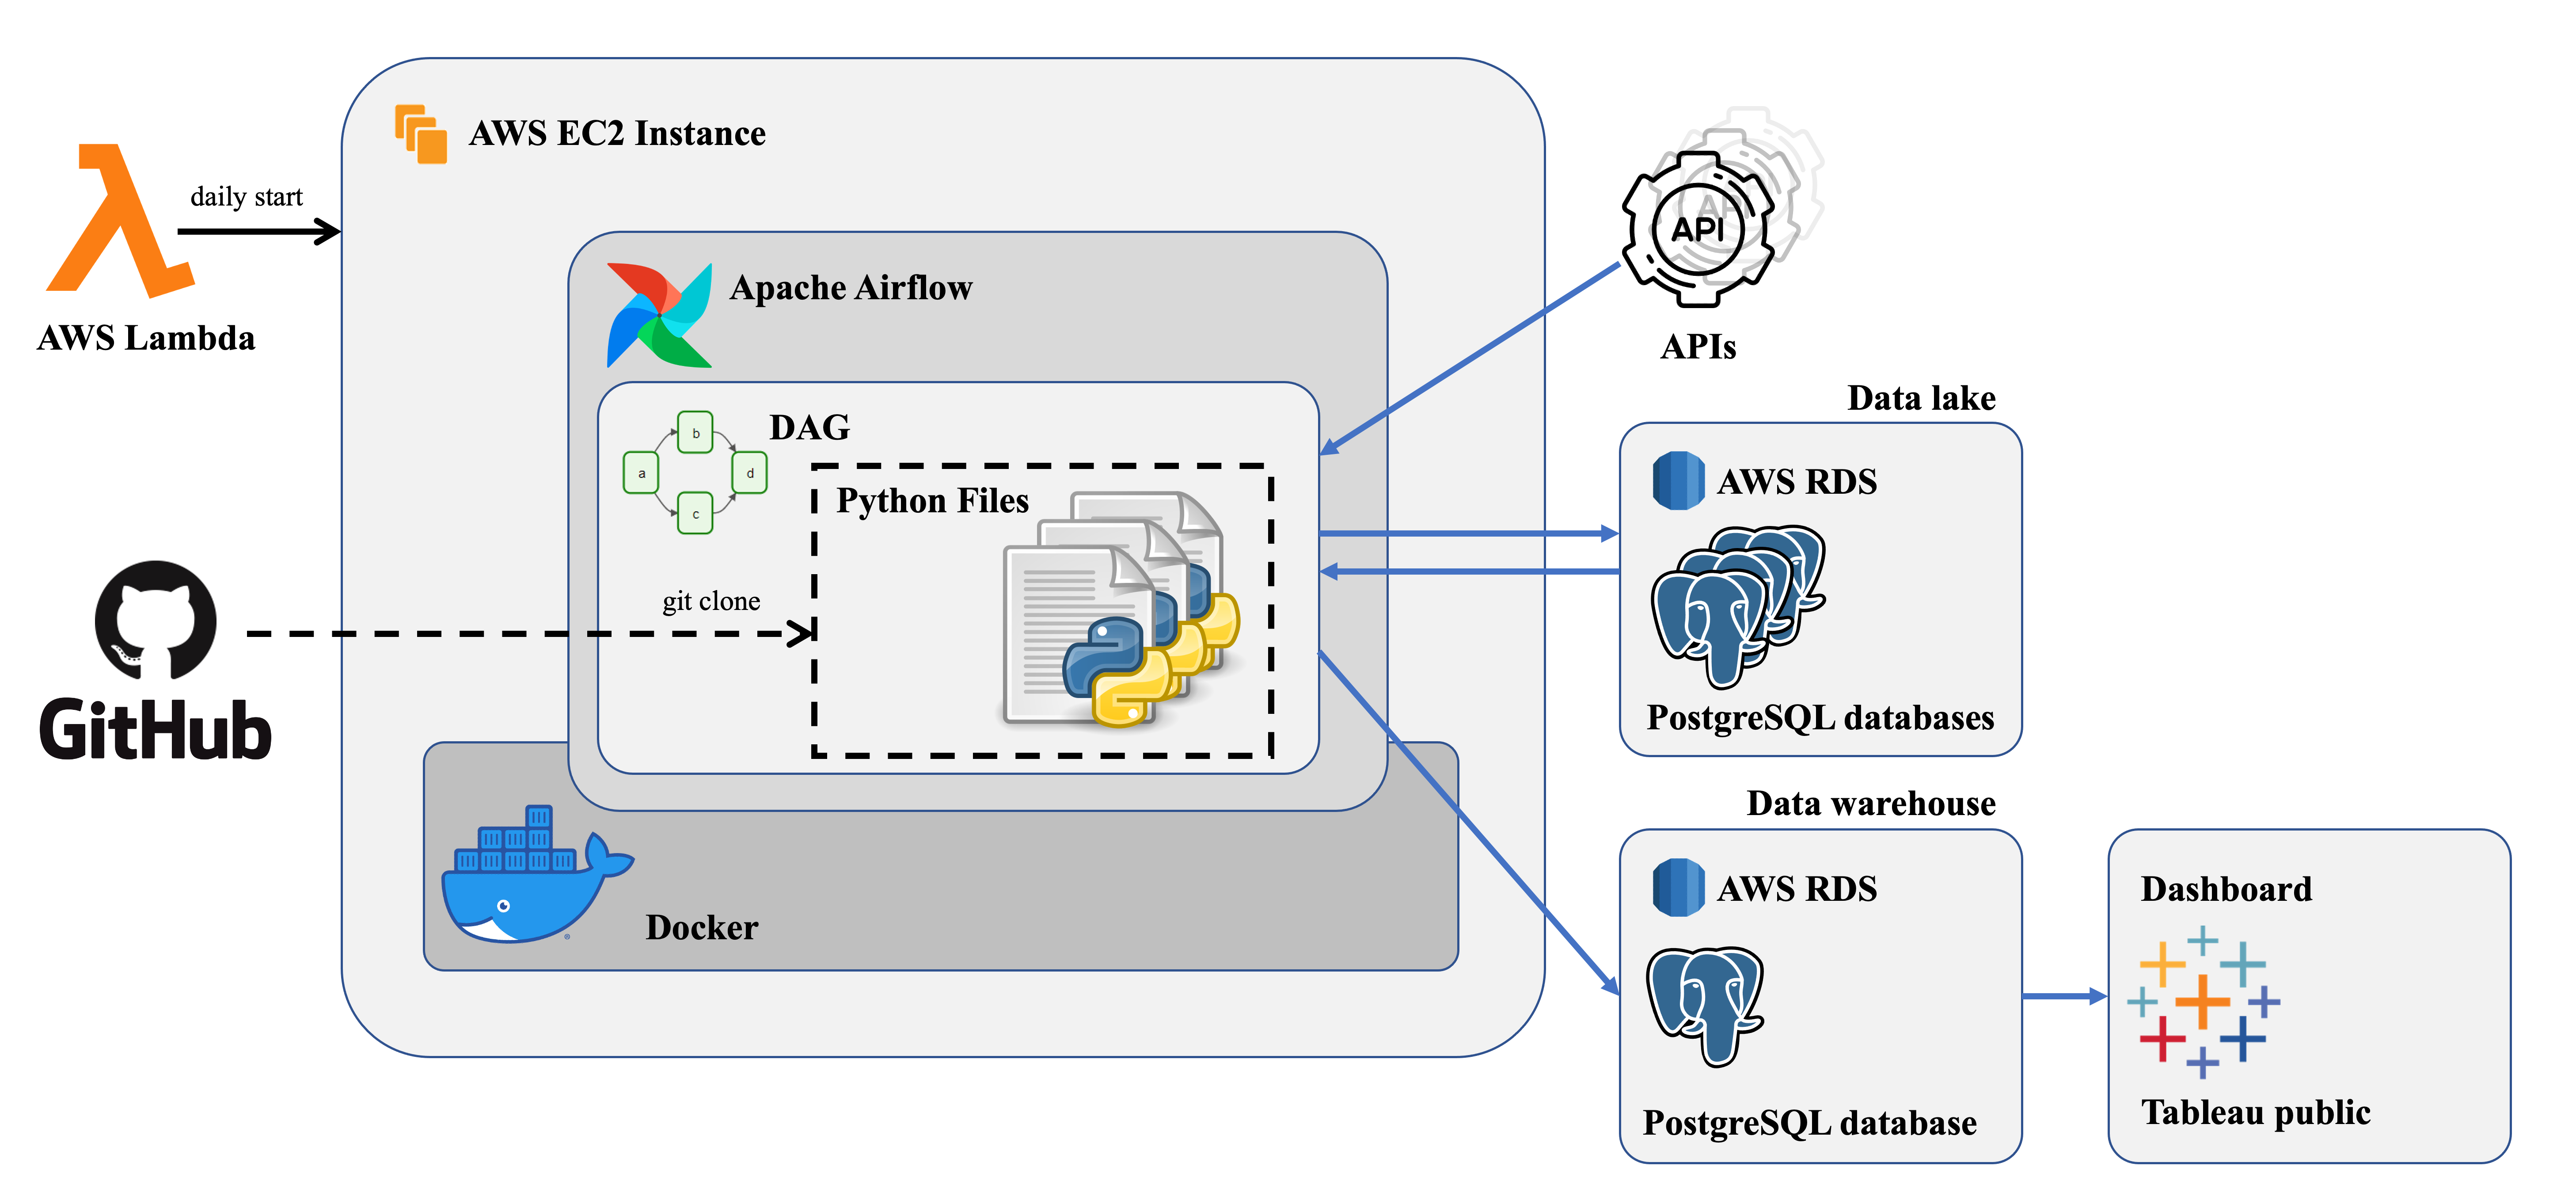 AWS EC2 Instance
daily start
AWS Lambda
Apache Airflow
API
API
APIs
DAG
a
b
c
d
Python Files
git clone
GitHub
Docker
Data lake
AWS RDS
PostgreSQL databases
Data warehouse
AWS RDS
PostgreSQL database
Dashboard
Tableau public